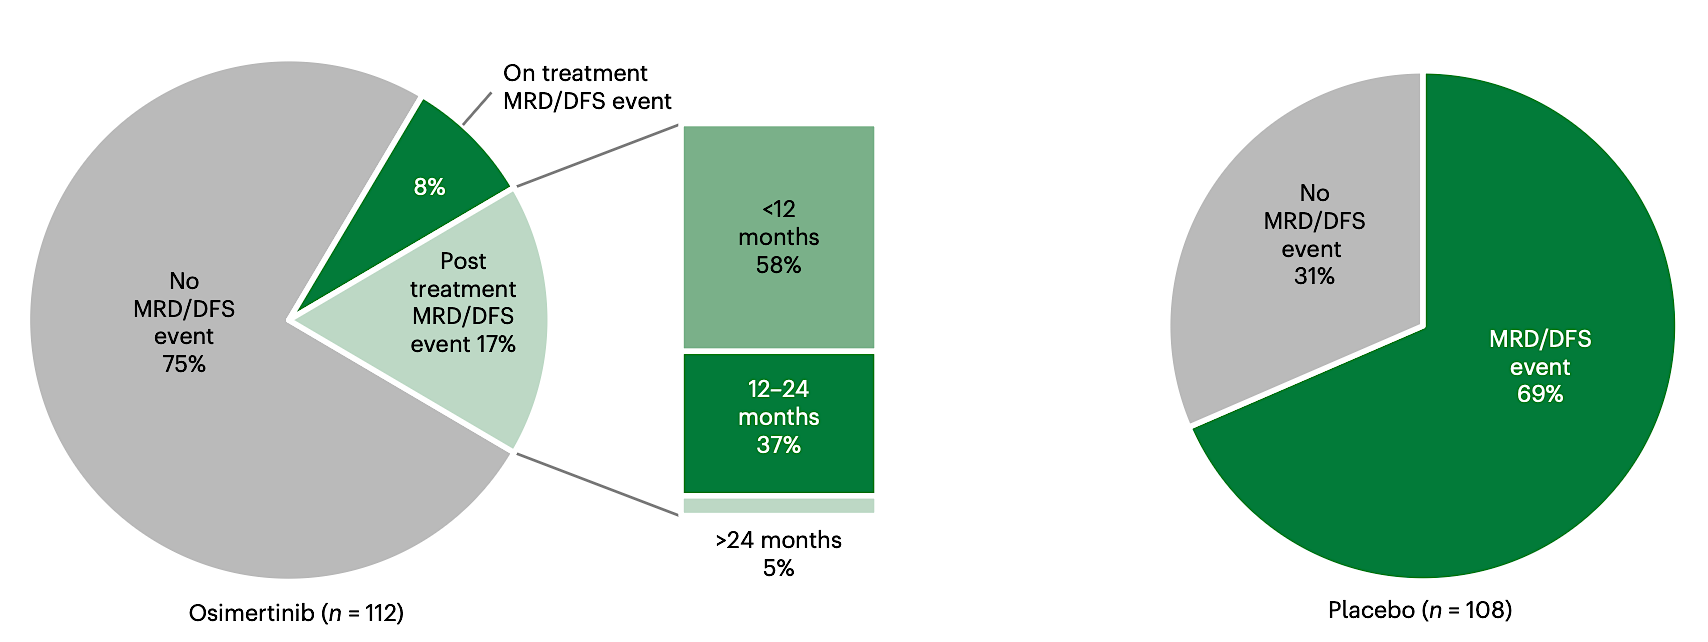 On treatment
MRD/DFS event
8%
No
MRD/DFS
event
75%
Post
treatment
MRD/DFS
event 17%
<12
months
58%
12–24
months
37%
>24 months
5%
Osimertinib (n = 112)
No
MRD/DFS
event
31%
MRD/DFS
event
69%
Placebo (n = 108)